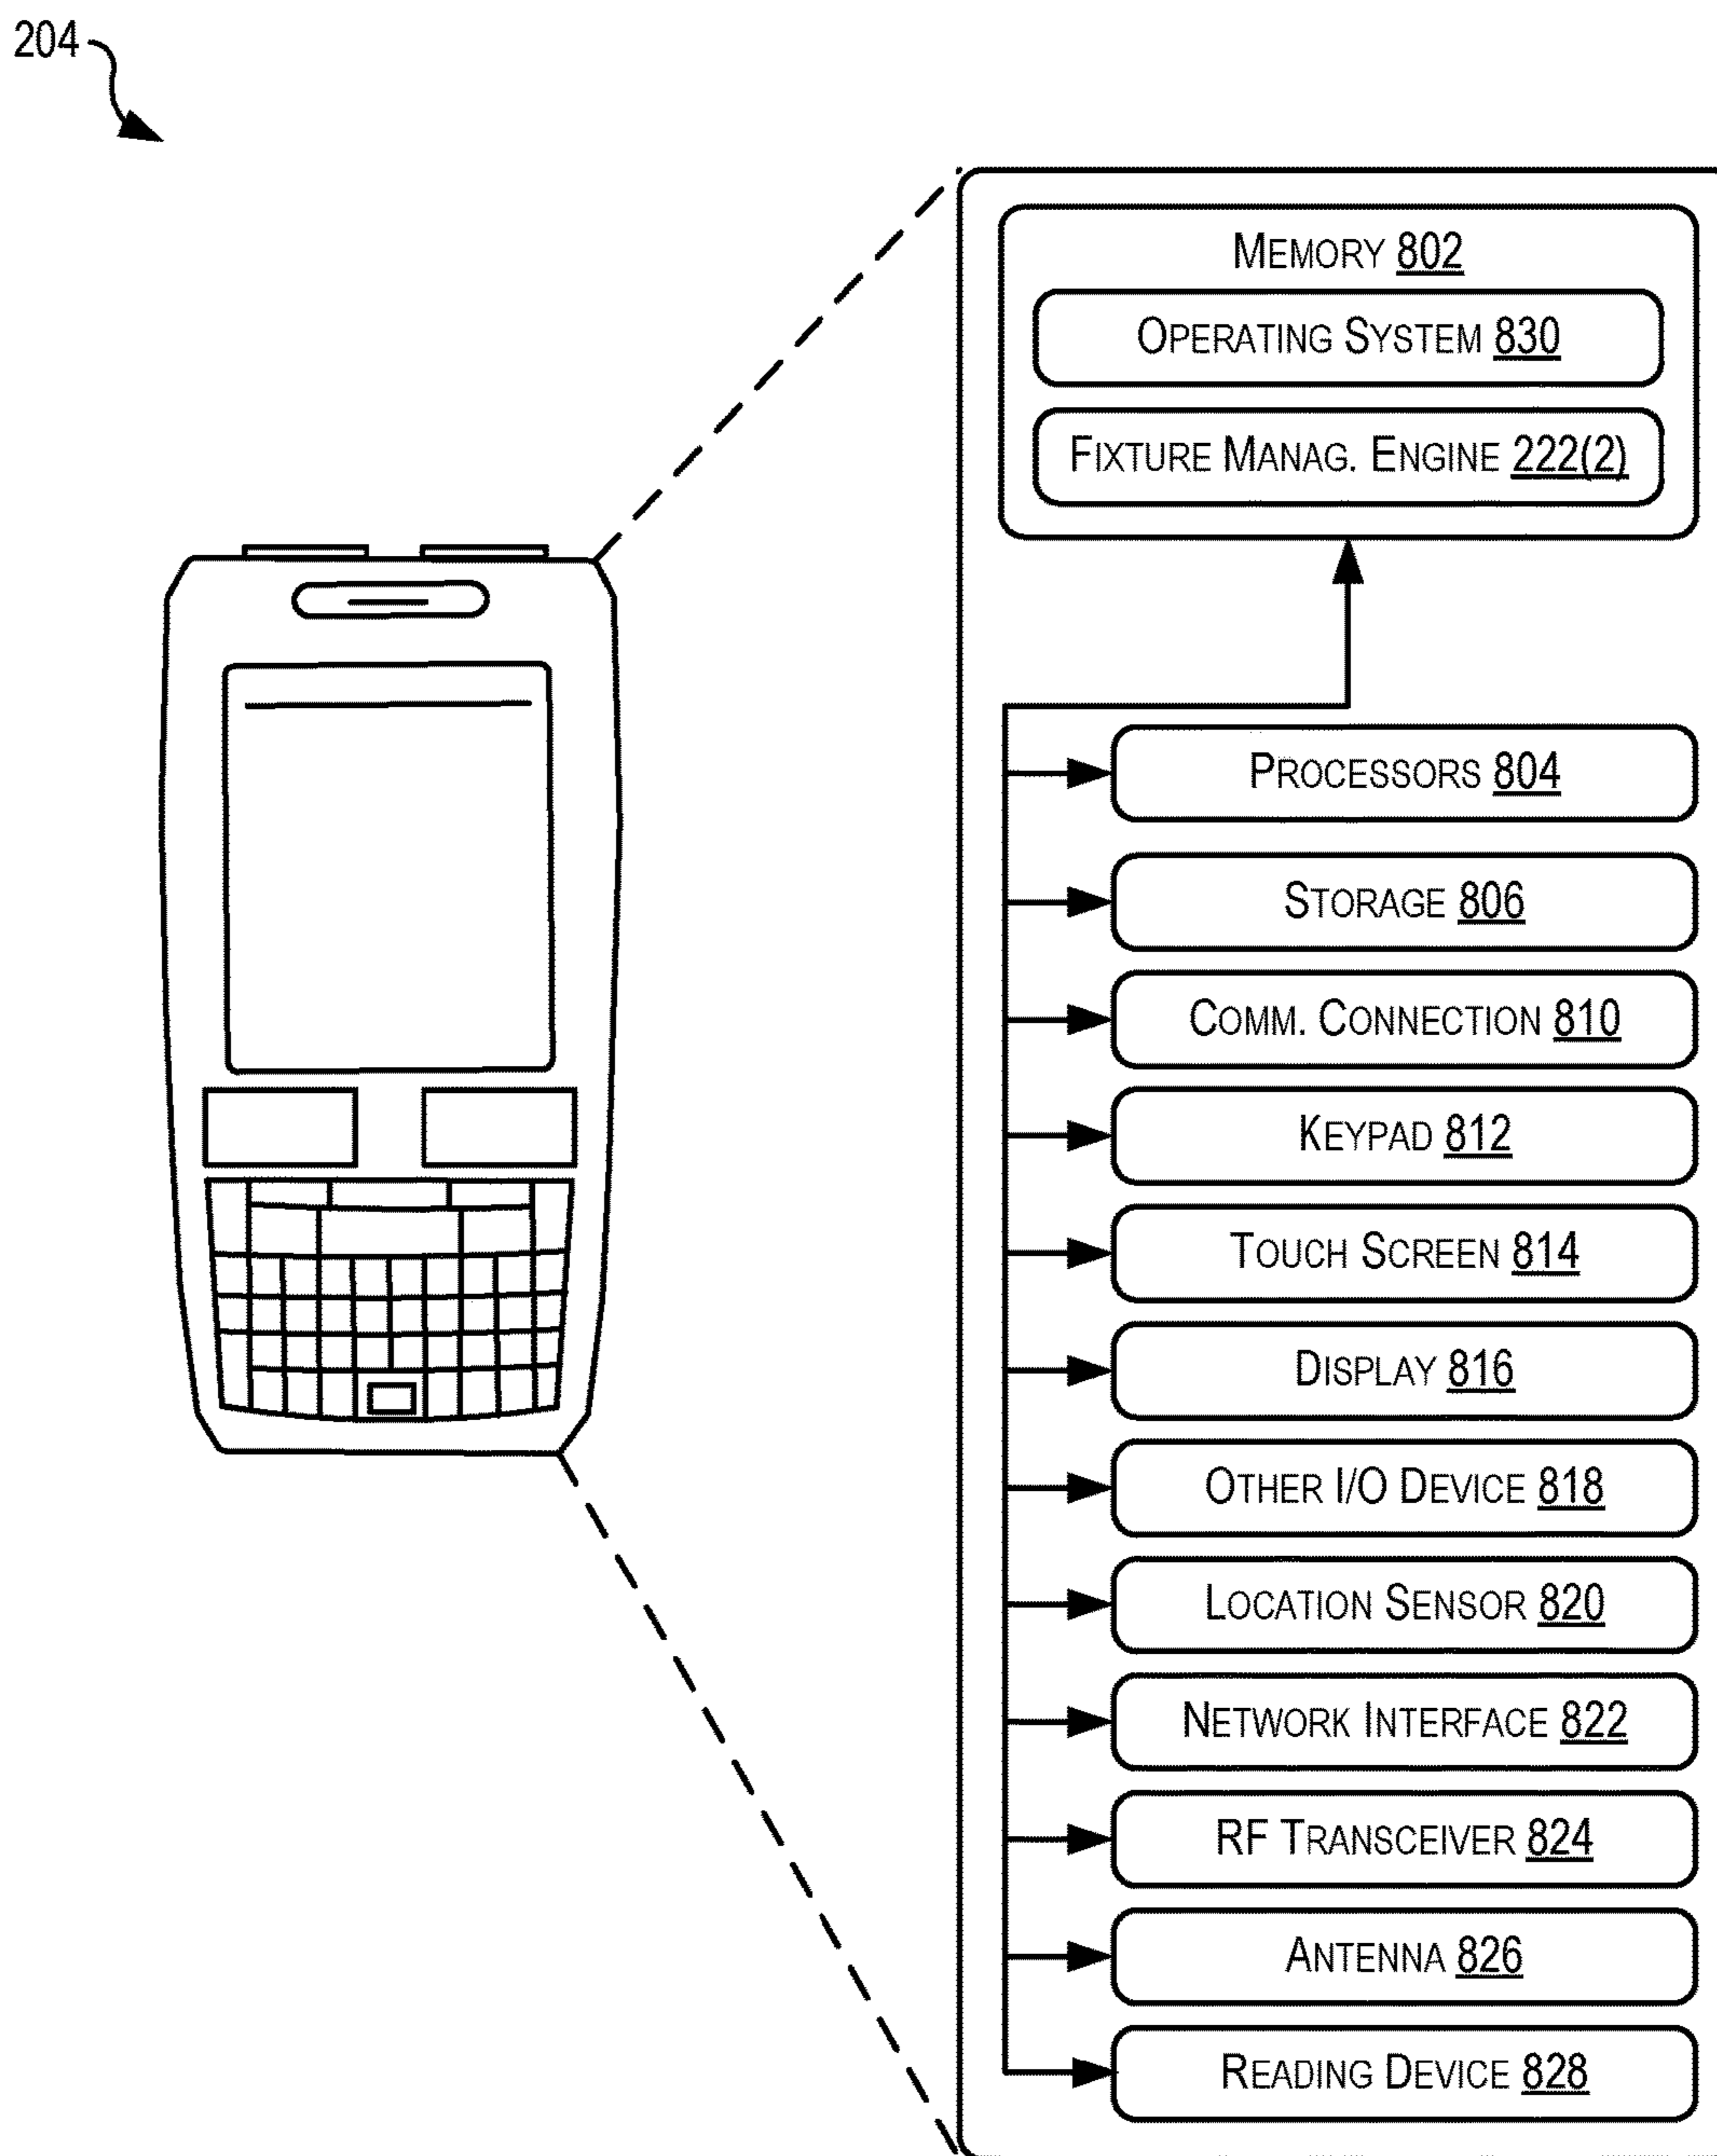 204
MEMORY 802
OPERATING SYSTEM 830
FIXTURE MANAG. ENGINE 222(2)
PROCESSORS 804
STORAGE 806
COMM. CONNECTION 810
KEYPAD 812
TOUCH SCREEN 814
DISPLAY 816
OTHER I/O DEVICE 818
LOCATION SENSOR 820
NETWORK INTERFACE 822
RF TRANSCEIVER 824
ANTENNA 826
READING DEVICE 828